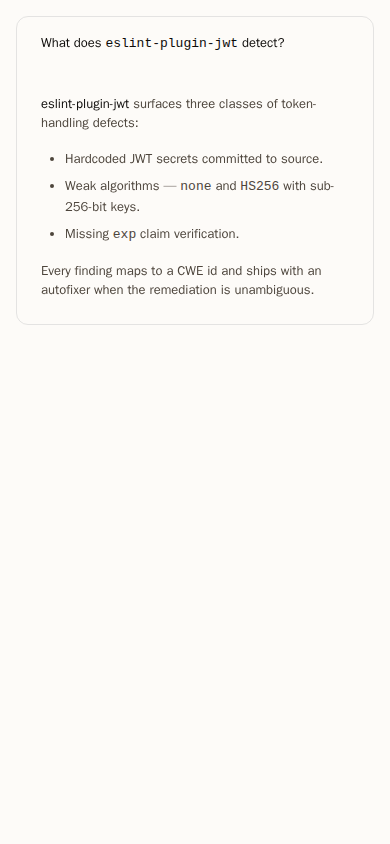 What does eslint-plugin-jwt detect?
eslint-plugin-jwt surfaces three classes of token-
handling defects:
• Hardcoded JWT secrets committed to source.
• Weak algorithms — none and HS256 with sub-
256-bit keys.
• Missing exp claim verification.
Every finding maps to a CWE id and ships with an
autofixer when the remediation is unambiguous.